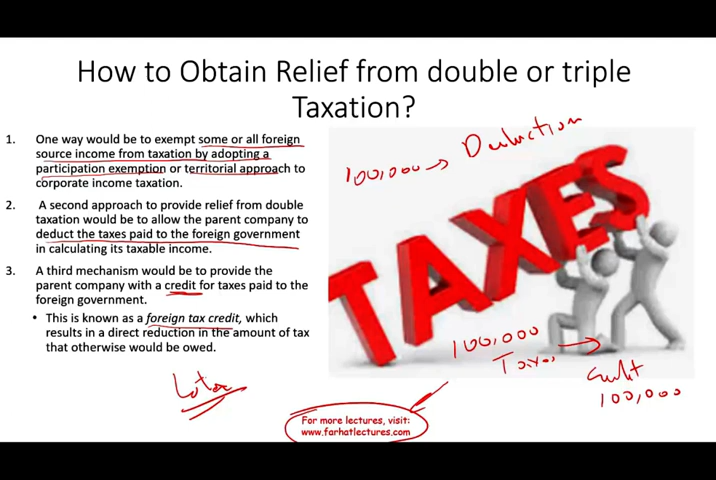 How to Obtain Relief from double or triple
Taxation?
1. One way would be to exempt some or all foreign
source income from taxation by adopting a
participation exemption or territorial approach to
corporate income taxation.
2. A second approach to provide relief from double
taxation would be to allow the parent company to
deduct the taxes paid to the foreign government
in calculating its taxable income.
3. A third mechanism would be to provide the
parent company with a credit for taxes paid to the
foreign government.
• This is known as a foreign tax credit, which
results in a direct reduction in the amount of tax
that otherwise would be owed.
Later
100,000 → Deduction
TAXES
100,000
Taxes →
Credit
100,000
For more lectures, visit:
www.farhatlectures.com